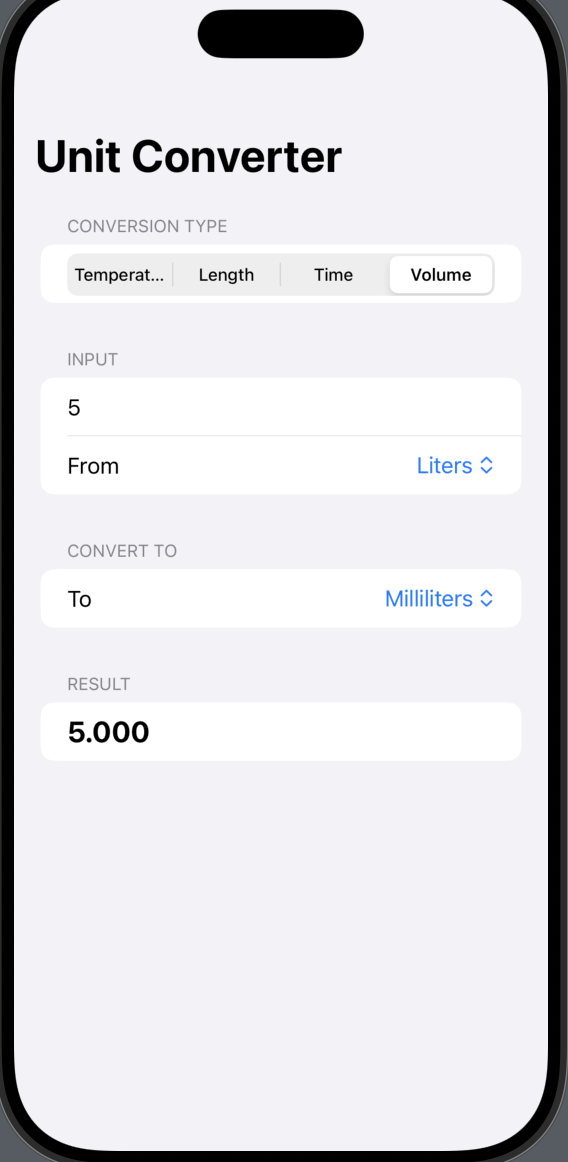 Unit Converter
CONVERSION TYPE
Temperat... Length Time Volume
INPUT
5
From Liters
CONVERT TO
To Milliliters
RESULT
5.000